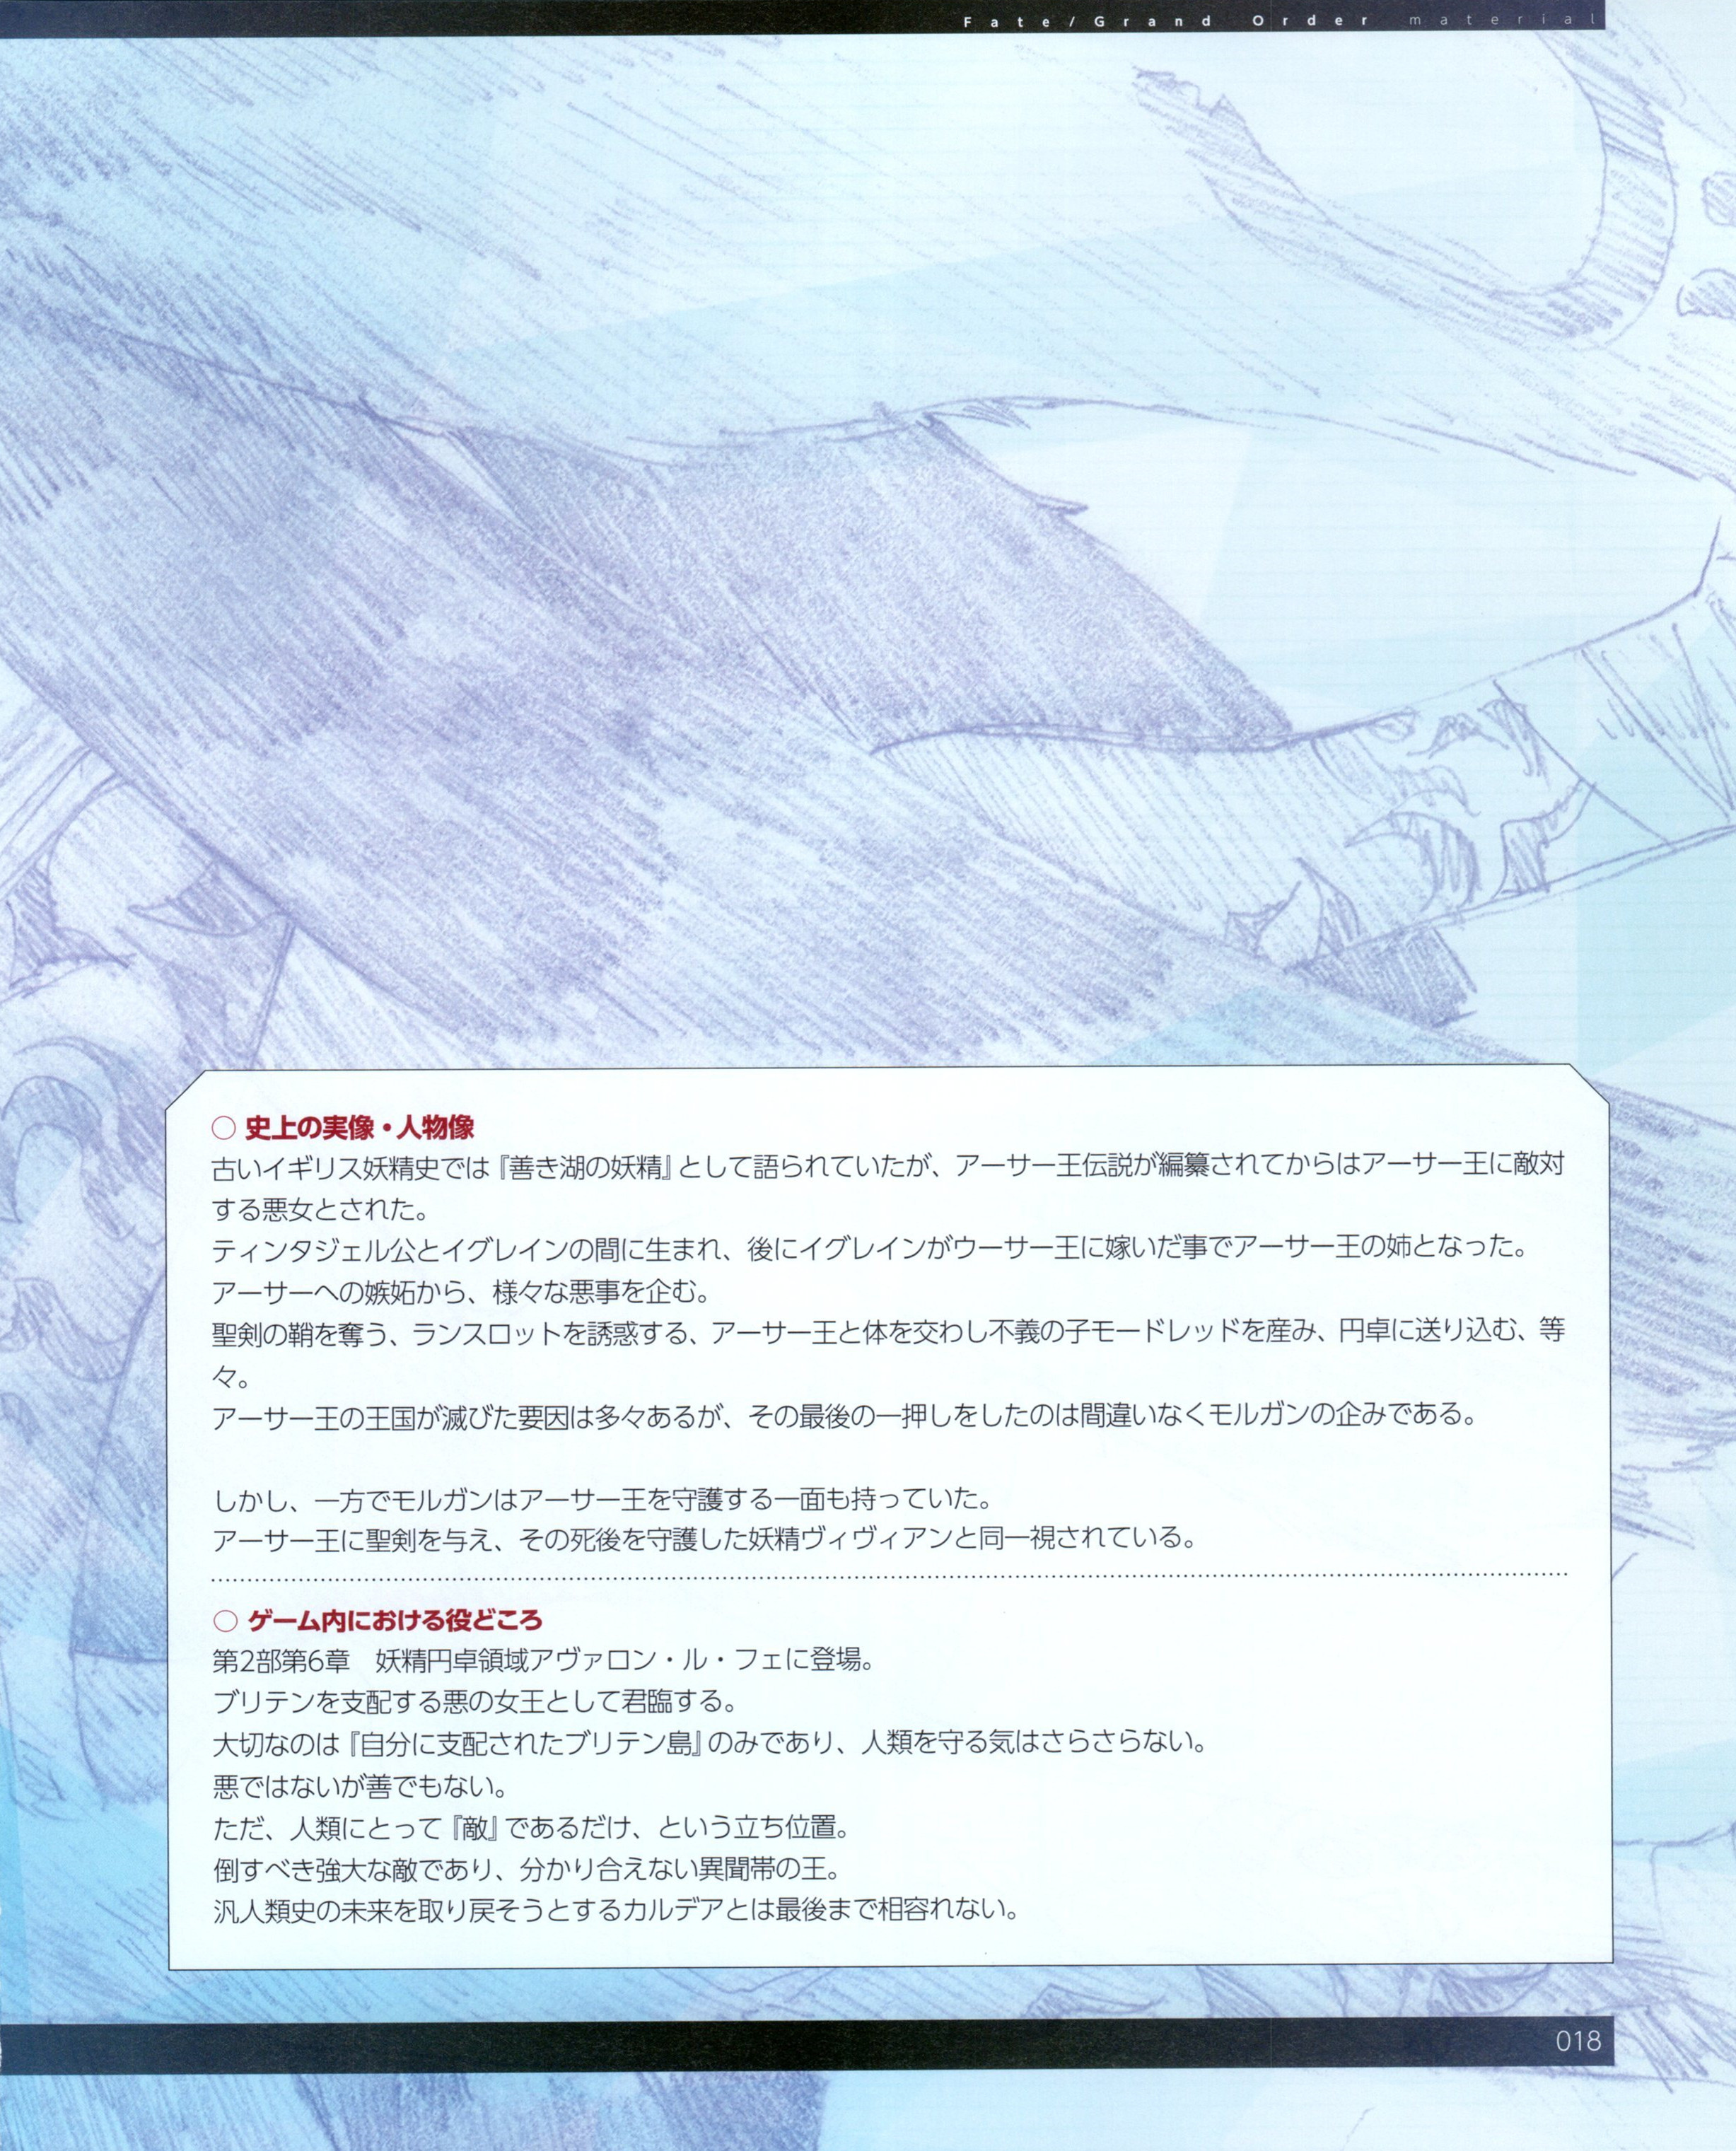 Fate/Grand Order material
○ 史上の実像・人物像
古いイギリス妖精史では『善き湖の妖精』として語られていたが、アーサー王伝説が編纂されてからはアーサー王に敵対
する悪女とされた。
ティンタジェル公とイグレインの間に生まれ、後にイグレインがウーサー王に嫁いだ事でアーサー王の姉となった。
アーサーへの嫉妬から、様々な悪事を企む。
聖剣の鞘を奪う、ランスロットを誘惑する、アーサー王と体を交わし不義の子モードレッドを産み、円卓に送り込む、等
々。
アーサー王の王国が滅びた要因は多々あるが、その最後の一押しをしたのは間違いなくモルガンの企みである。
しかし、一方でモルガンはアーサー王を守護する一面も持っていた。
アーサー王に聖剣を与え、その死後を守護した妖精ヴィヴィアンと同一視されている。
○ ゲーム内における役どころ
第2部第6章　妖精円卓領域アヴァロン・ル・フェに登場。
ブリテンを支配する悪の女王として君臨する。
大切なのは『自分に支配されたブリテン島』のみであり、人類を守る気はさらさらない。
悪ではないが善でもない。
ただ、人類にとって『敵』であるだけ、という立ち位置。
倒すべき強大な敵であり、分かり合えない異聞帯の王。
汎人類史の未来を取り戻そうとするカルデアとは最後まで相容れない。
018